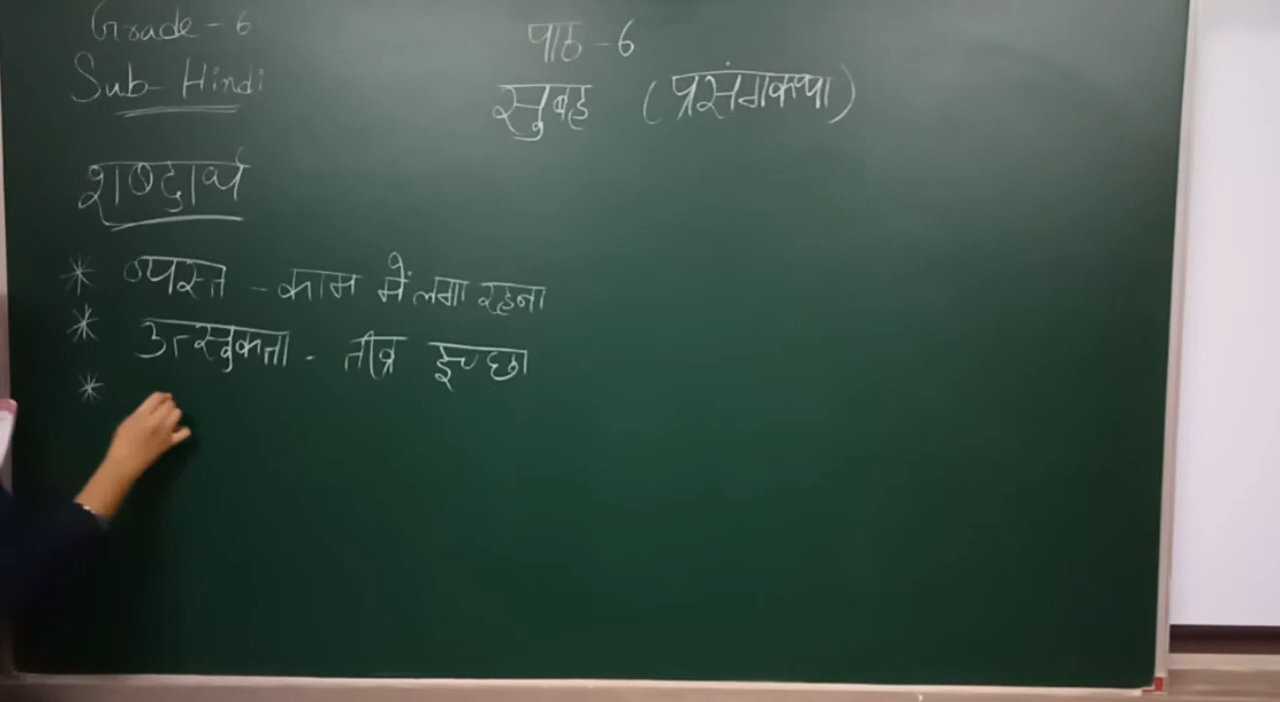 Grade - 6
पाठ - 6
Sub- Hindi
सुबह (प्रसंगकथा)
शब्दार्थ
* व्यस्त - काम में लगा रहना
* उत्सुकता - तीव्र इच्छा
*